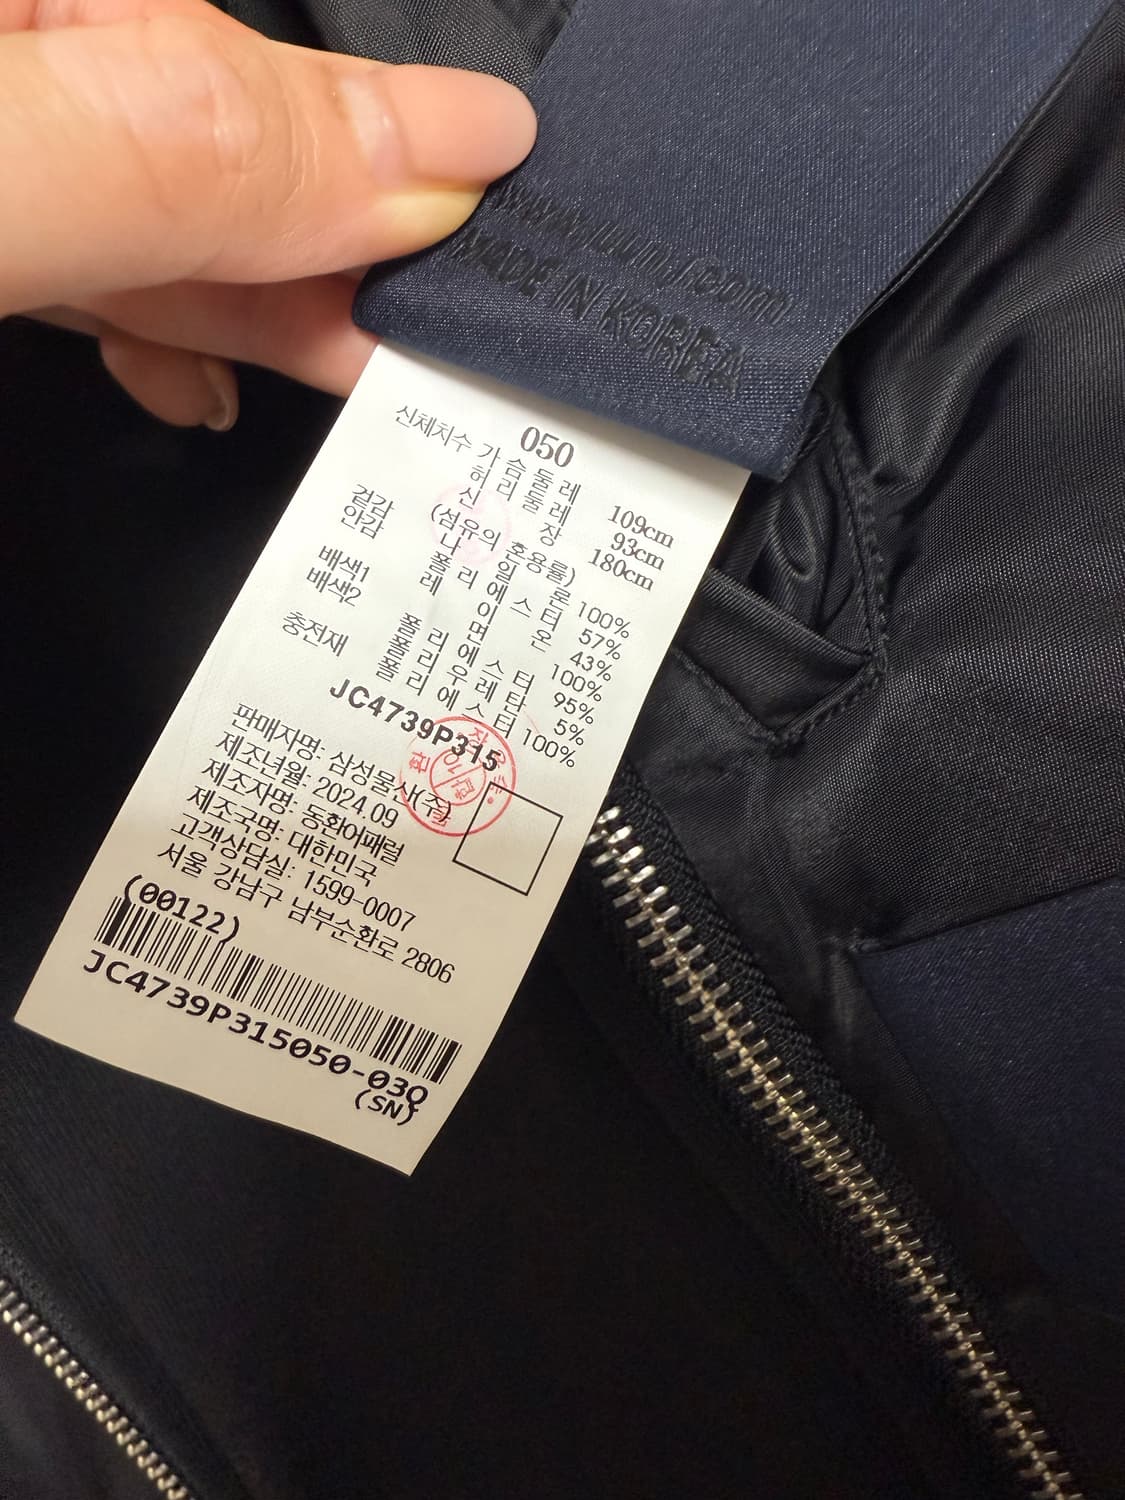 MADE IN KOREA
050
신체치수 가슴둘레 109cm
허리둘레 93cm
신장 180cm
(섬유의 혼용률)
겉감 나일론 100%
안감 폴리에스터 57%
레이온 43%
배색1 면 100%
배색2 폴리에스터 95%
폴리우레탄 5%
충전재 폴리에스터 100%
JC4739P315
판매자명: 삼성물산(주)
제조년월: 2024.09
제조자명: 동환어패럴
제조국명: 대한민국
고객상담실: 1599-0007
서울 강남구 남부순환로 2806
(00122)
JC4739P315050-03Q
(SN)